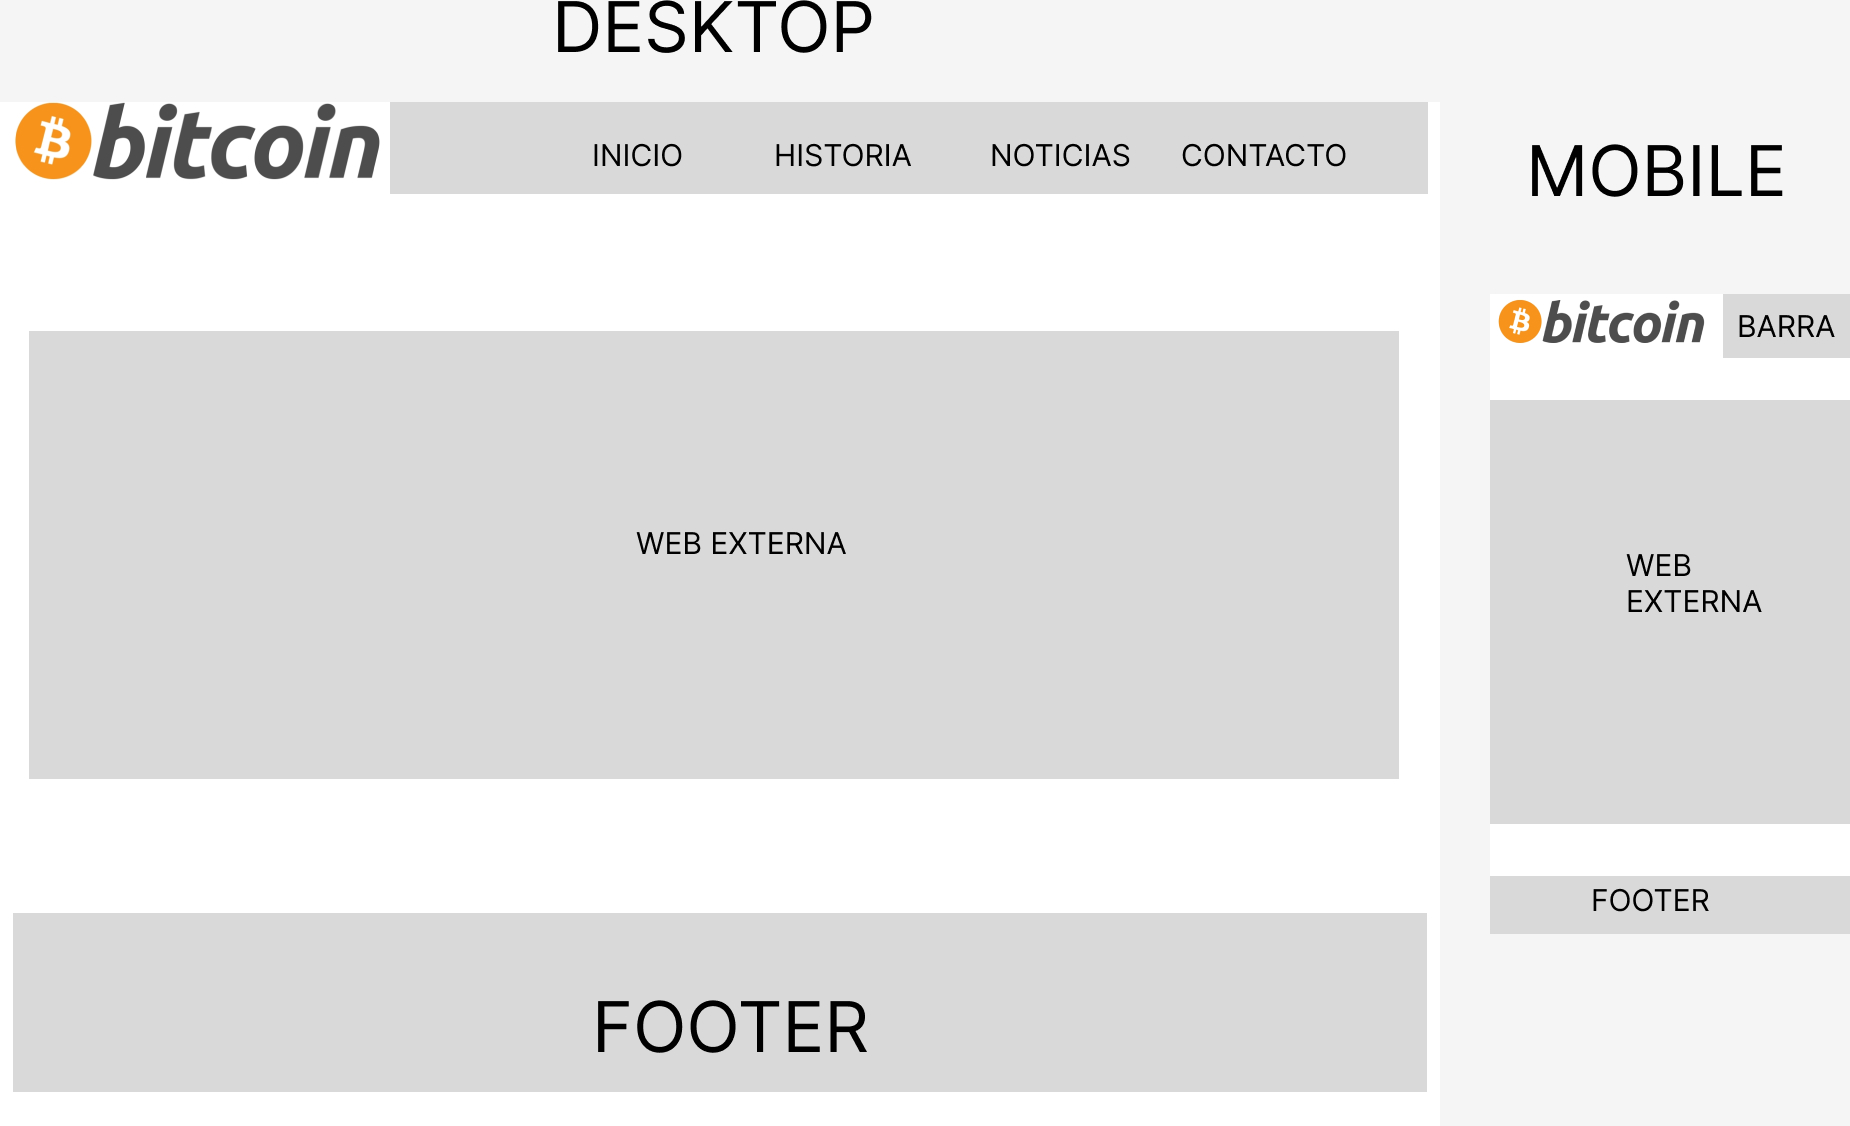 DESKTOP
bitcoin
INICIO HISTORIA NOTICIAS CONTACTO
WEB EXTERNA
FOOTER
MOBILE
bitcoin
BARRA
WEB
EXTERNA
FOOTER